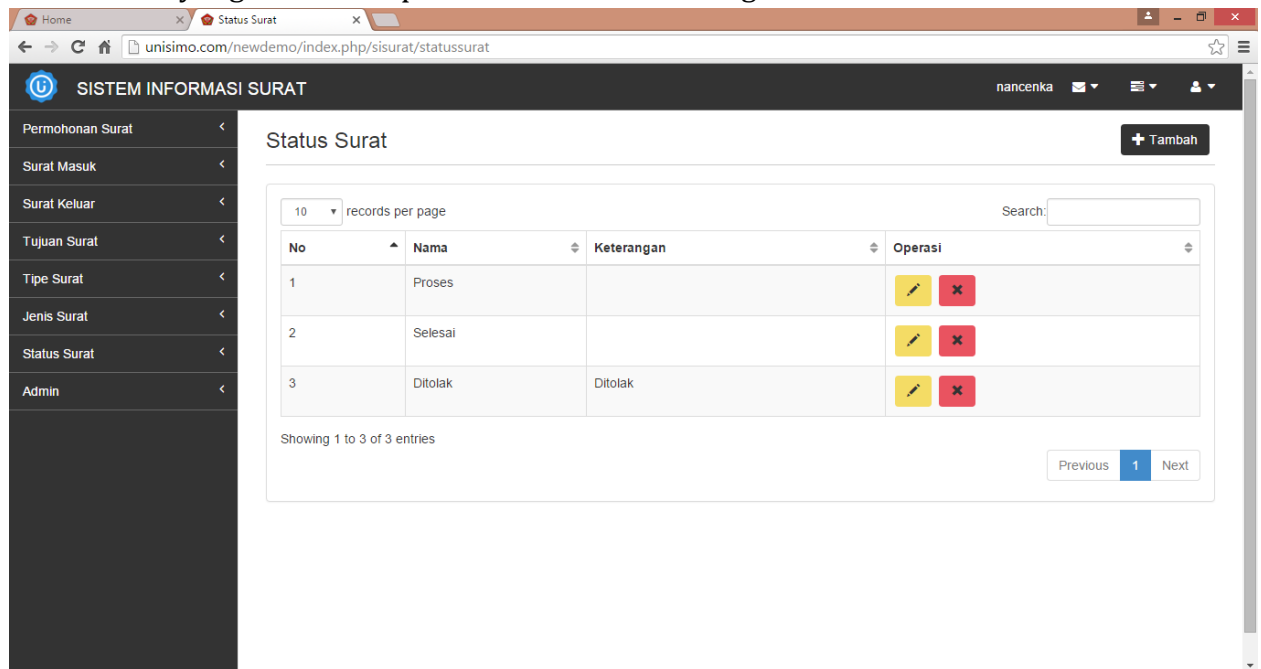 Home
Status Surat
unisimo.com/newdemo/index.php/sisurat/statussurat
SISTEM INFORMASI SURAT
nancenka
Permohonan Surat
Surat Masuk
Surat Keluar
Tujuan Surat
Tipe Surat
Jenis Surat
Status Surat
Admin
Status Surat
Tambah
10 records per page
Search:
No Nama Keterangan Operasi
1 Proses
2 Selesai
3 Ditolak Ditolak
Showing 1 to 3 of 3 entries
Previous 1 Next